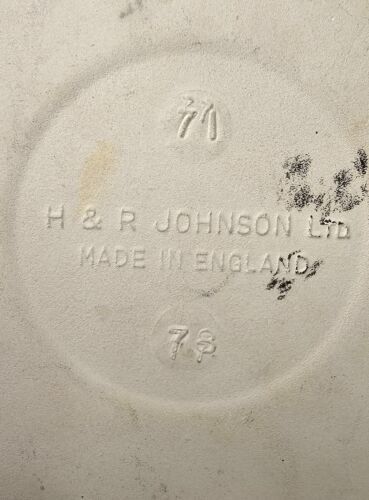 71
H & R JOHNSON LTD
MADE IN ENGLAND
78